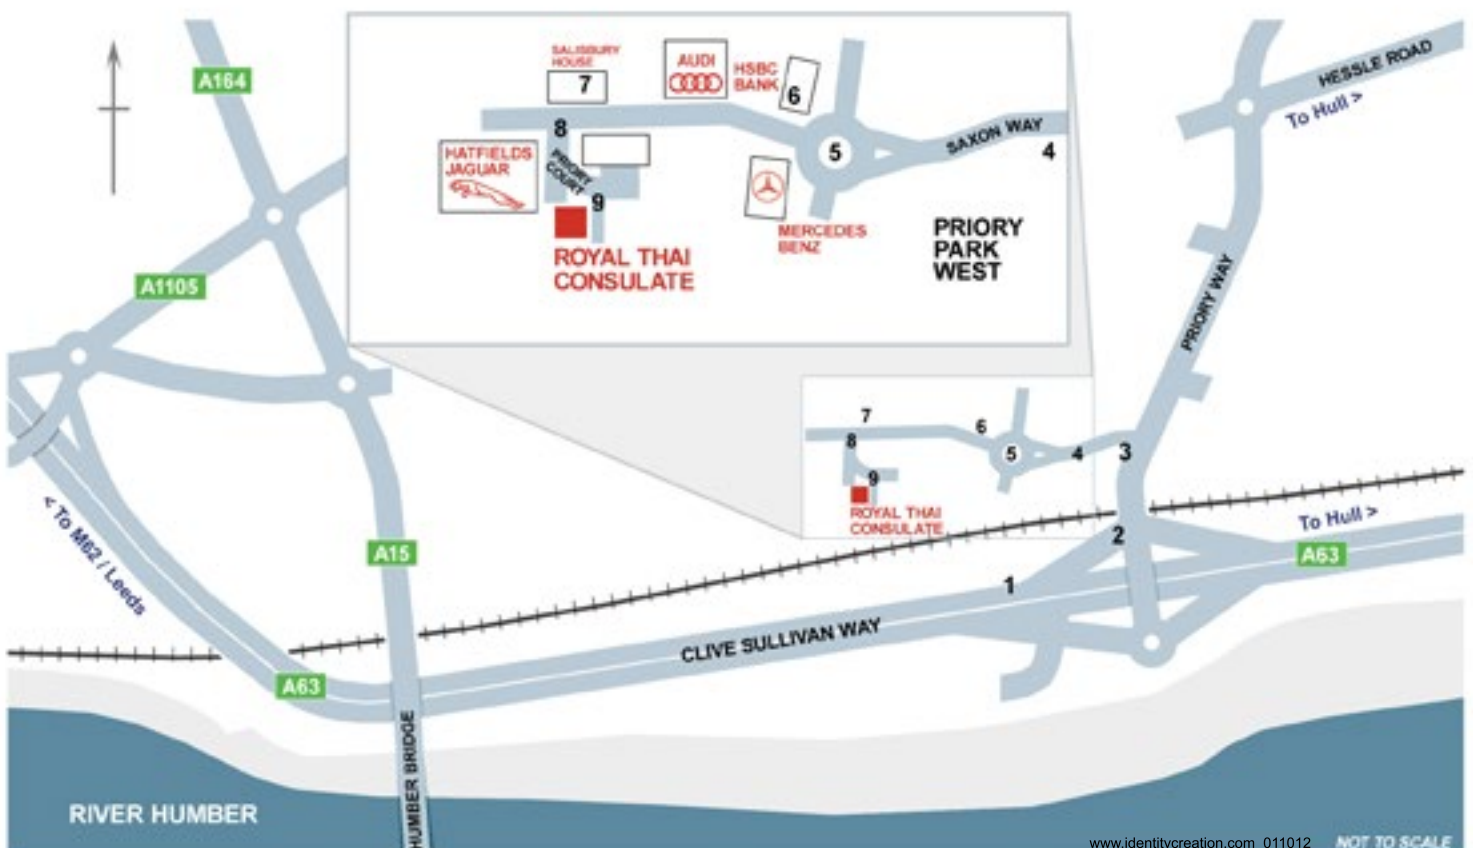 A164
A1105
SALISBURY
HOUSE
7
AUDI
HSBC
BANK
6
8
HATFIELDS
JAGUAR
PRIORY
COURT
9
5
SAXON WAY
4
MERCEDES
BENZ
ROYAL THAI
CONSULATE
PRIORY
PARK
WEST
HESSLE ROAD
To Hull >
PRIORY WAY
7
6
8
5
4
3
9
ROYAL THAI
CONSULATE
2
1
To Hull >
A63
< To M62 / Leeds
A15
CLIVE SULLIVAN WAY
A63
HUMBER BRIDGE
RIVER HUMBER
www.identitycreation.com 011012
NOT TO SCALE